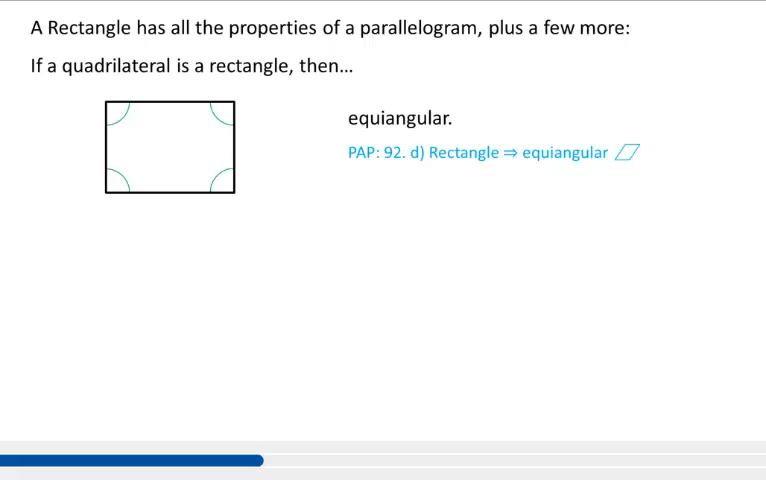 A Rectangle has all the properties of a parallelogram, plus a few more:
If a quadrilateral is a rectangle, then...
equiangular.
PAP: 92. d) Rectangle ⇒ equiangular ▱